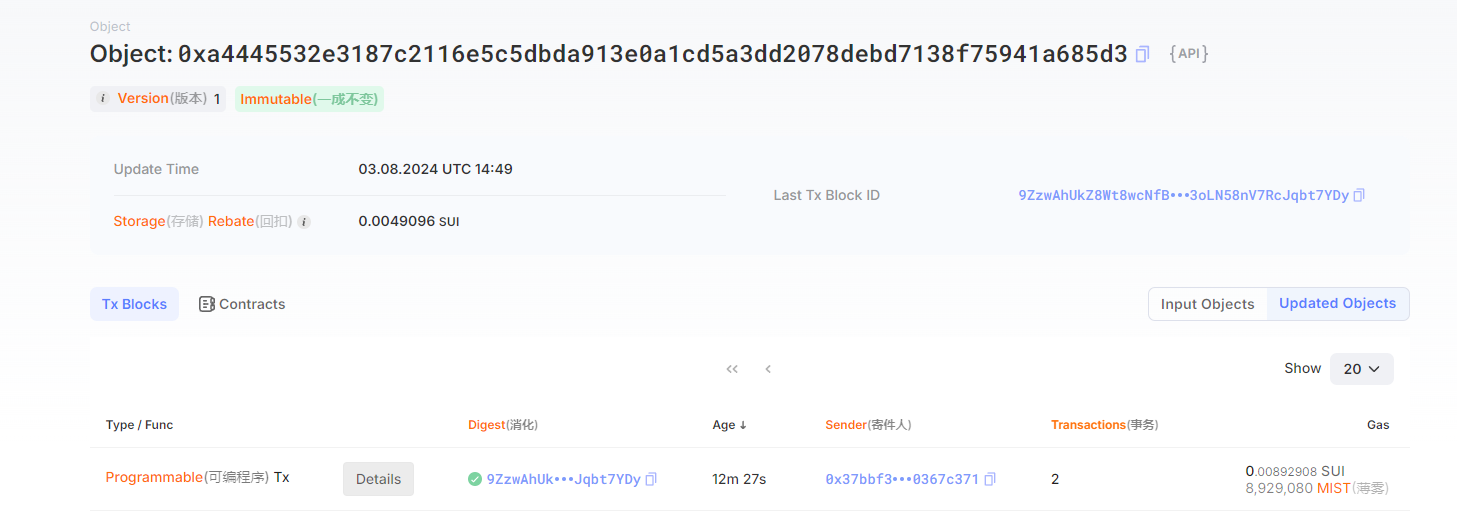 Object
Object: 0xa4445532e3187c2116e5c5dbda913e0a1cd5a3dd2078debd7138f75941a685d3 {API}
i Version(版本) 1 Immutable(一成不变)
Update Time 03.08.2024 UTC 14:49
Last Tx Block ID 9ZzwAhUkZ8Wt8wcNfB•••3oLN58nV7RcJqbt7YDy
Storage(存储) Rebate(回扣) i 0.0049096 SUI
Tx Blocks Contracts Input Objects Updated Objects
« ‹ Show 20
Type / Func Digest(消化) Age ↓ Sender(寄件人) Transactions(事务) Gas
Programmable(可编程序) Tx Details 9ZzwAhUk•••Jqbt7YDy 12m 27s 0x37bbf3•••0367c371 2 0.00892908 SUI
8,929,080 MIST(薄雾)